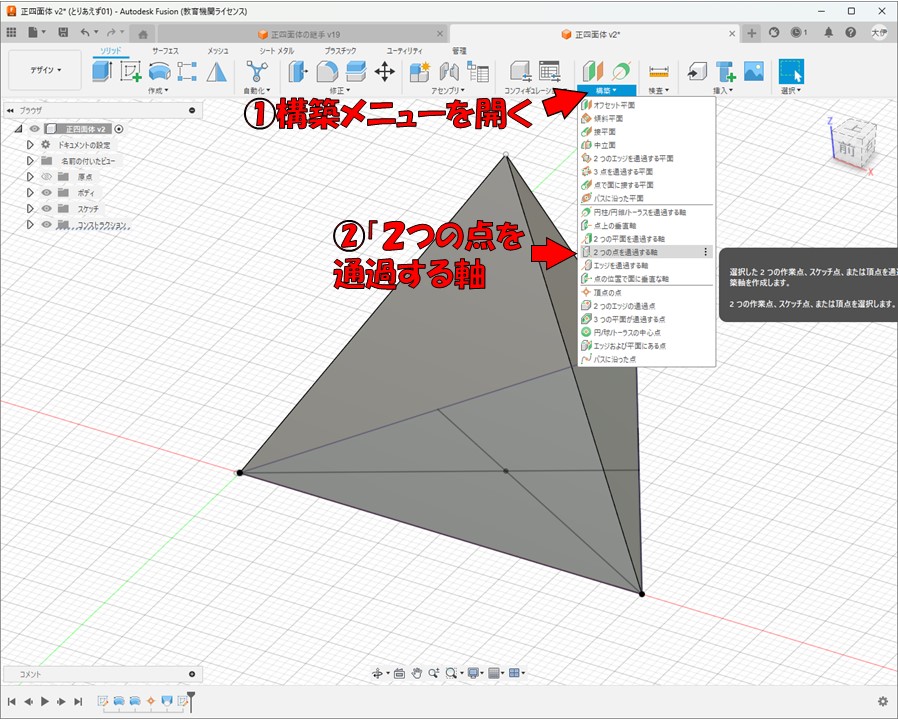 正四面体 v2* (とりあえず01) - Autodesk Fusion (教育機関ライセンス)
正四面体の継手 v19
正四面体 v2*
1
大伊
ソリッド サーフェス メッシュ シート メタル プラスチック ユーティリティ 管理
デザイン
作成 自動化 修正 アセンブリ コンフィギュレーション 構築 検査 挿入 選択
ブラウザ
正四面体 v2
ドキュメントの設定
名前の付いたビュー
原点
ボディ
スケッチ
コンストラクション
①構築メニューを開く
②「２つの点を
通過する軸
オフセット平面
傾斜平面
接平面
中立面
2 つのエッジを通過する平面
3 点を通過する平面
点で面に接する平面
パスに沿った平面
円柱/円錐/トーラスを通過する軸
点上の垂直軸
2 つの平面を通過する軸
2 つの点を通過する軸
エッジを通過する軸
点の位置で面に垂直な軸
頂点の点
2 つのエッジの通過点
3 つの平面が通過する点
円/球/トーラスの中心点
エッジおよび平面にある点
パスに沿った点
選択した 2 つの作業点、スケッチ点、または頂点を通過
築軸を作成します。
2 つの作業点、スケッチ点、または頂点を選択します。
Z
前
X
コメント